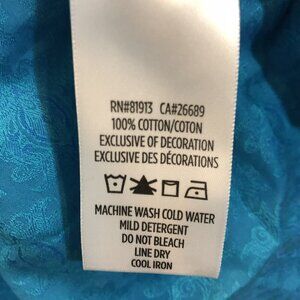 RN#81913 CA#26689
100% COTTON/COTON
EXCLUSIVE OF DECORATION
EXCLUSIVE DES DÉCORATIONS
MACHINE WASH COLD WATER
MILD DETERGENT
DO NOT BLEACH
LINE DRY
COOL IRON